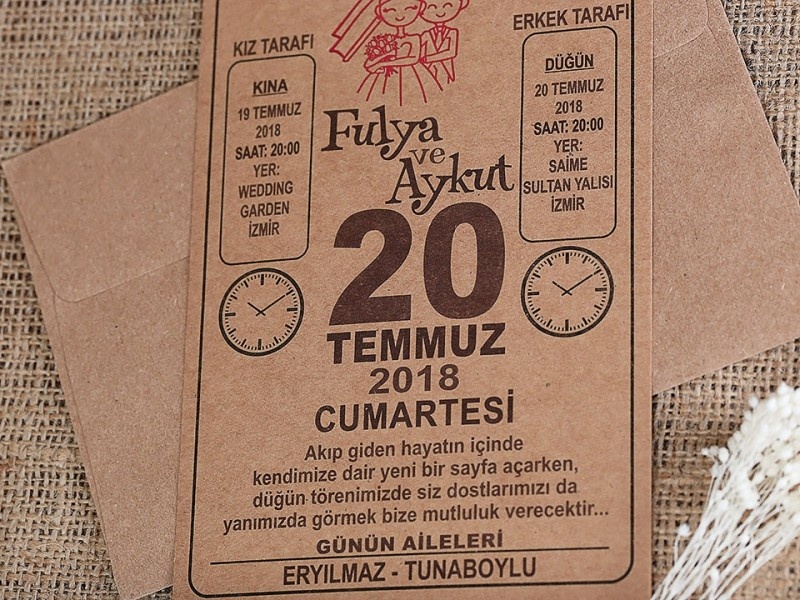 KIZ TARAFI
KINA
19 TEMMUZ
2018
SAAT: 20:00
YER:
WEDDING
GARDEN
İZMİR
ERKEK TARAFI
DÜĞÜN
20 TEMMUZ
2018
SAAT: 20:00
YER:
SAİME
SULTAN YALISI
İZMİR
Fulya
ve
Aykut
20
TEMMUZ
2018
CUMARTESİ
Akıp giden hayatın içinde
kendimize dair yeni bir sayfa açarken,
düğün törenimizde siz dostlarımızı da
yanımızda görmek bize mutluluk verecektir...
GÜNÜN AİLELERİ
ERYILMAZ - TUNABOYLU